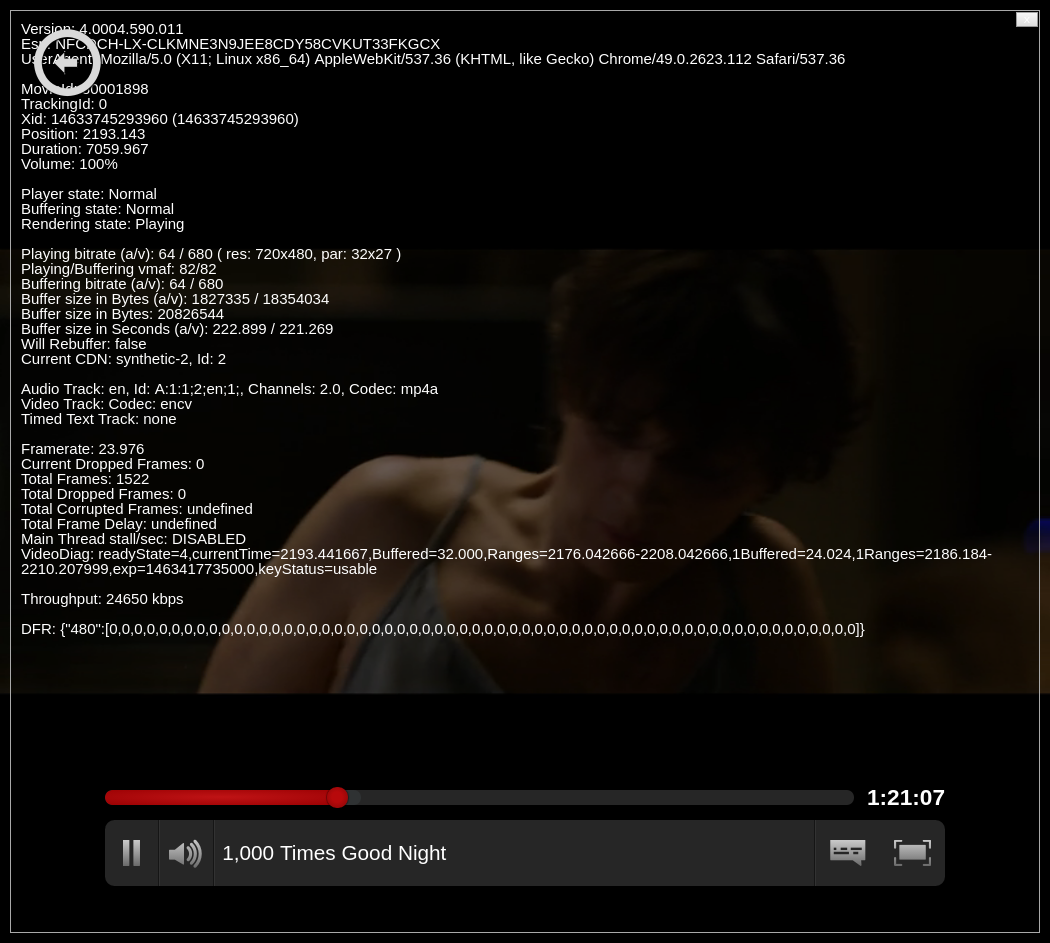 Version: 4.0004.590.011
Esn: NFCDCH-LX-CLKMNE3N9JEE8CDY58CVKUT33FKGCX
UserAgent: Mozilla/5.0 (X11; Linux x86_64) AppleWebKit/537.36 (KHTML, like Gecko) Chrome/49.0.2623.112 Safari/537.36
MovieId: 80001898
TrackingId: 0
Xid: 14633745293960 (14633745293960)
Position: 2193.143
Duration: 7059.967
Volume: 100%
Player state: Normal
Buffering state: Normal
Rendering state: Playing
Playing bitrate (a/v): 64 / 680 ( res: 720x480, par: 32x27 )
Playing/Buffering vmaf: 82/82
Buffering bitrate (a/v): 64 / 680
Buffer size in Bytes (a/v): 1827335 / 18354034
Buffer size in Bytes: 20826544
Buffer size in Seconds (a/v): 222.899 / 221.269
Will Rebuffer: false
Current CDN: synthetic-2, Id: 2
Audio Track: en, Id: A:1:1;2;en;1;, Channels: 2.0, Codec: mp4a
Video Track: Codec: encv
Timed Text Track: none
Framerate: 23.976
Current Dropped Frames: 0
Total Frames: 1522
Total Dropped Frames: 0
Total Corrupted Frames: undefined
Total Frame Delay: undefined
Main Thread stall/sec: DISABLED
VideoDiag: readyState=4,currentTime=2193.441667,Buffered=32.000,Ranges=2176.042666-2208.042666,1Buffered=24.024,1Ranges=2186.184-
2210.207999,exp=1463417735000,keyStatus=usable
Throughput: 24650 kbps
DFR: {"480":[0,0,0,0,0,0,0,0,0,0,0,0,0,0,0,0,0,0,0,0,0,0,0,0,0,0,0,0,0,0,0,0,0,0,0,0,0,0,0,0,0,0,0,0,0,0,0,0,0,0,0,0,0,0,0,0,0,0,0,0]}
1:21:07
1,000 Times Good Night